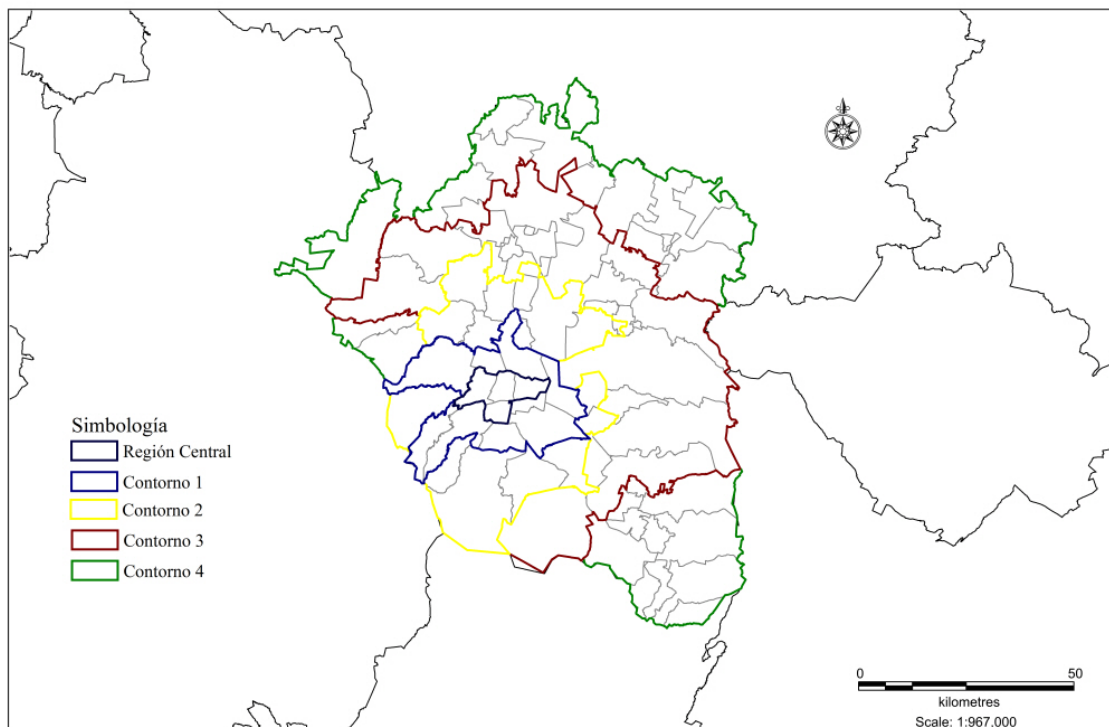 Simbología
Región Central
Contorno 1
Contorno 2
Contorno 3
Contorno 4
0 50
kilometres
Scale: 1:967,000